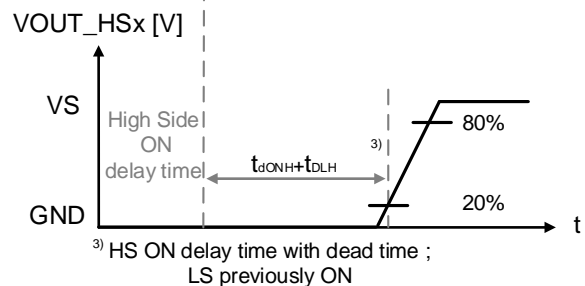 VOUT_HSx [V]
VS
High Side
ON
delay time
3)
80%
tdONH+tDLH
20%
GND
t
3) HS ON delay time with dead time ;
LS previously ON